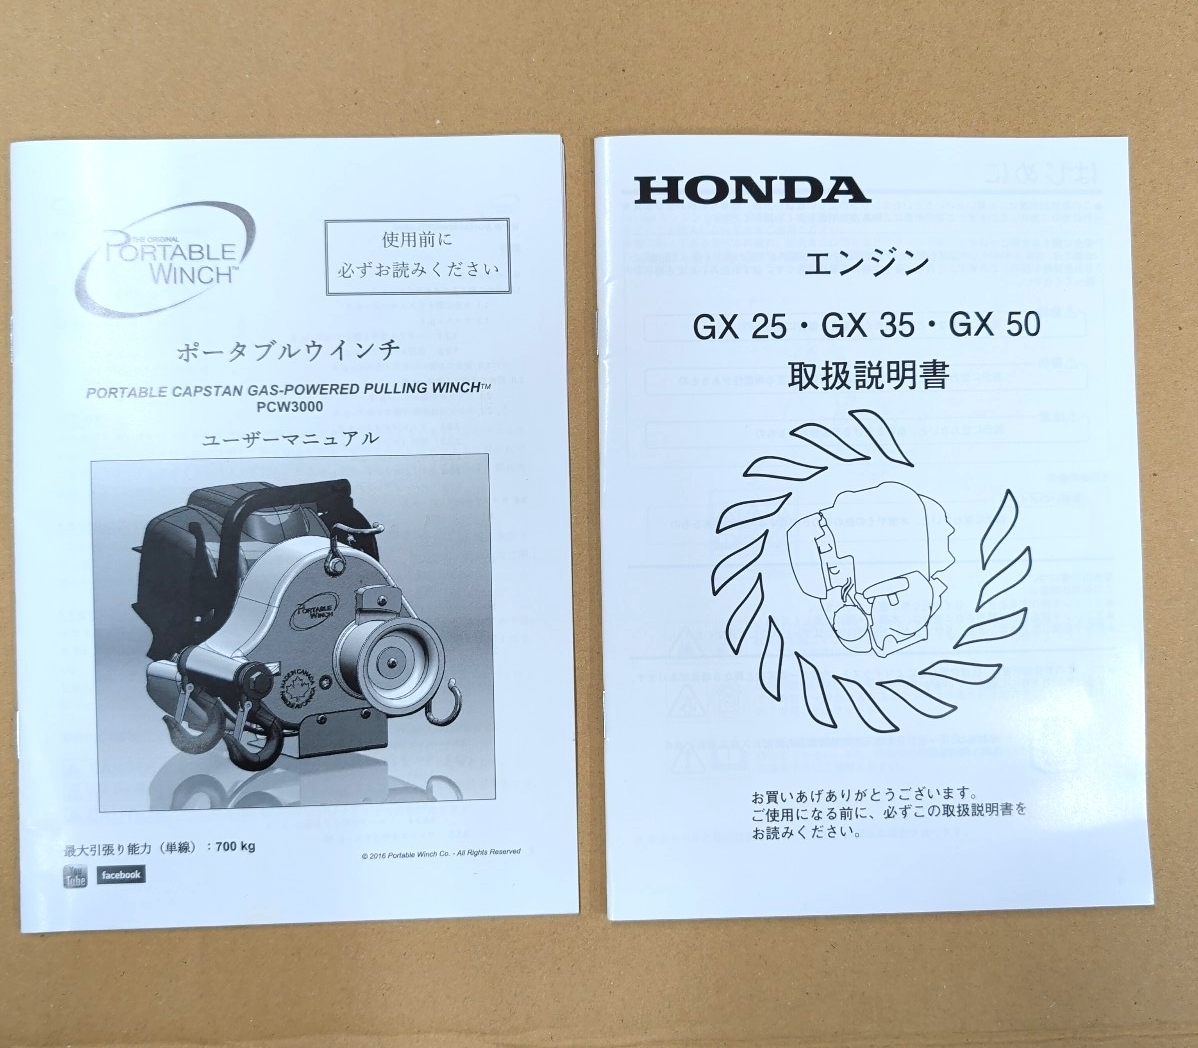 THE ORIGINAL
PORTABLE
WINCH™
使用前に
必ずお読みください
ポータブルウインチ
PORTABLE CAPSTAN GAS-POWERED PULLING WINCH™
PCW3000
ユーザーマニュアル
PORTABLE
WINCH
MADE IN CANADA
最大引張り能力（単線）：700 kg
© 2016 Portable Winch Co. - All Rights Reserved
You
Tube
facebook
HONDA
エンジン
GX 25・GX 35・GX 50
取扱説明書
お買いあげありがとうございます。
ご使用になる前に、必ずこの取扱説明書を
お読みください。